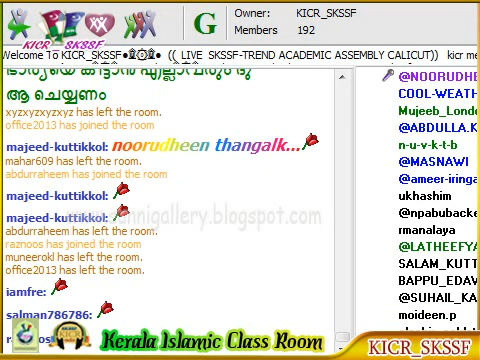 KICR_SKSSF
G
Owner: KICR_SKSSF
Members 192
Welcome To KICR_SKSSF (( LIVE SKSSF-TREND ACADEMIC ASSEMBLY CALICUT)) kicr me
ആ ചെയ്യണം
xyzxyzxyzxyz has left the room.
office2013 has joined the room
majeed-kuttikkol: noorudheen thangalk...
mahar609 has left the room.
abdurraheem has joined the room
majeed-kuttikkol:
majeed-kuttikkol:
abdurraheem has left the room.
raznoos has joined the room
muneerokl has left the room.
office2013 has left the room.
iamfre:
salman786786:
@NOORUDHE
COOL-WEATH
Mujeeb_Londo
@ABDULLA.K
n-u-v-k-t-b
@MASNAWI
@ameer-iringa
ukhashim
@npabubacke
rmanalaya
@LATHEEFYA
SALAM_KUTT
BAPPU_EDAV
@SUHAIL_KA
moideen.p
KICR
Kerala Islamic Class Room
KICR_SKSSF